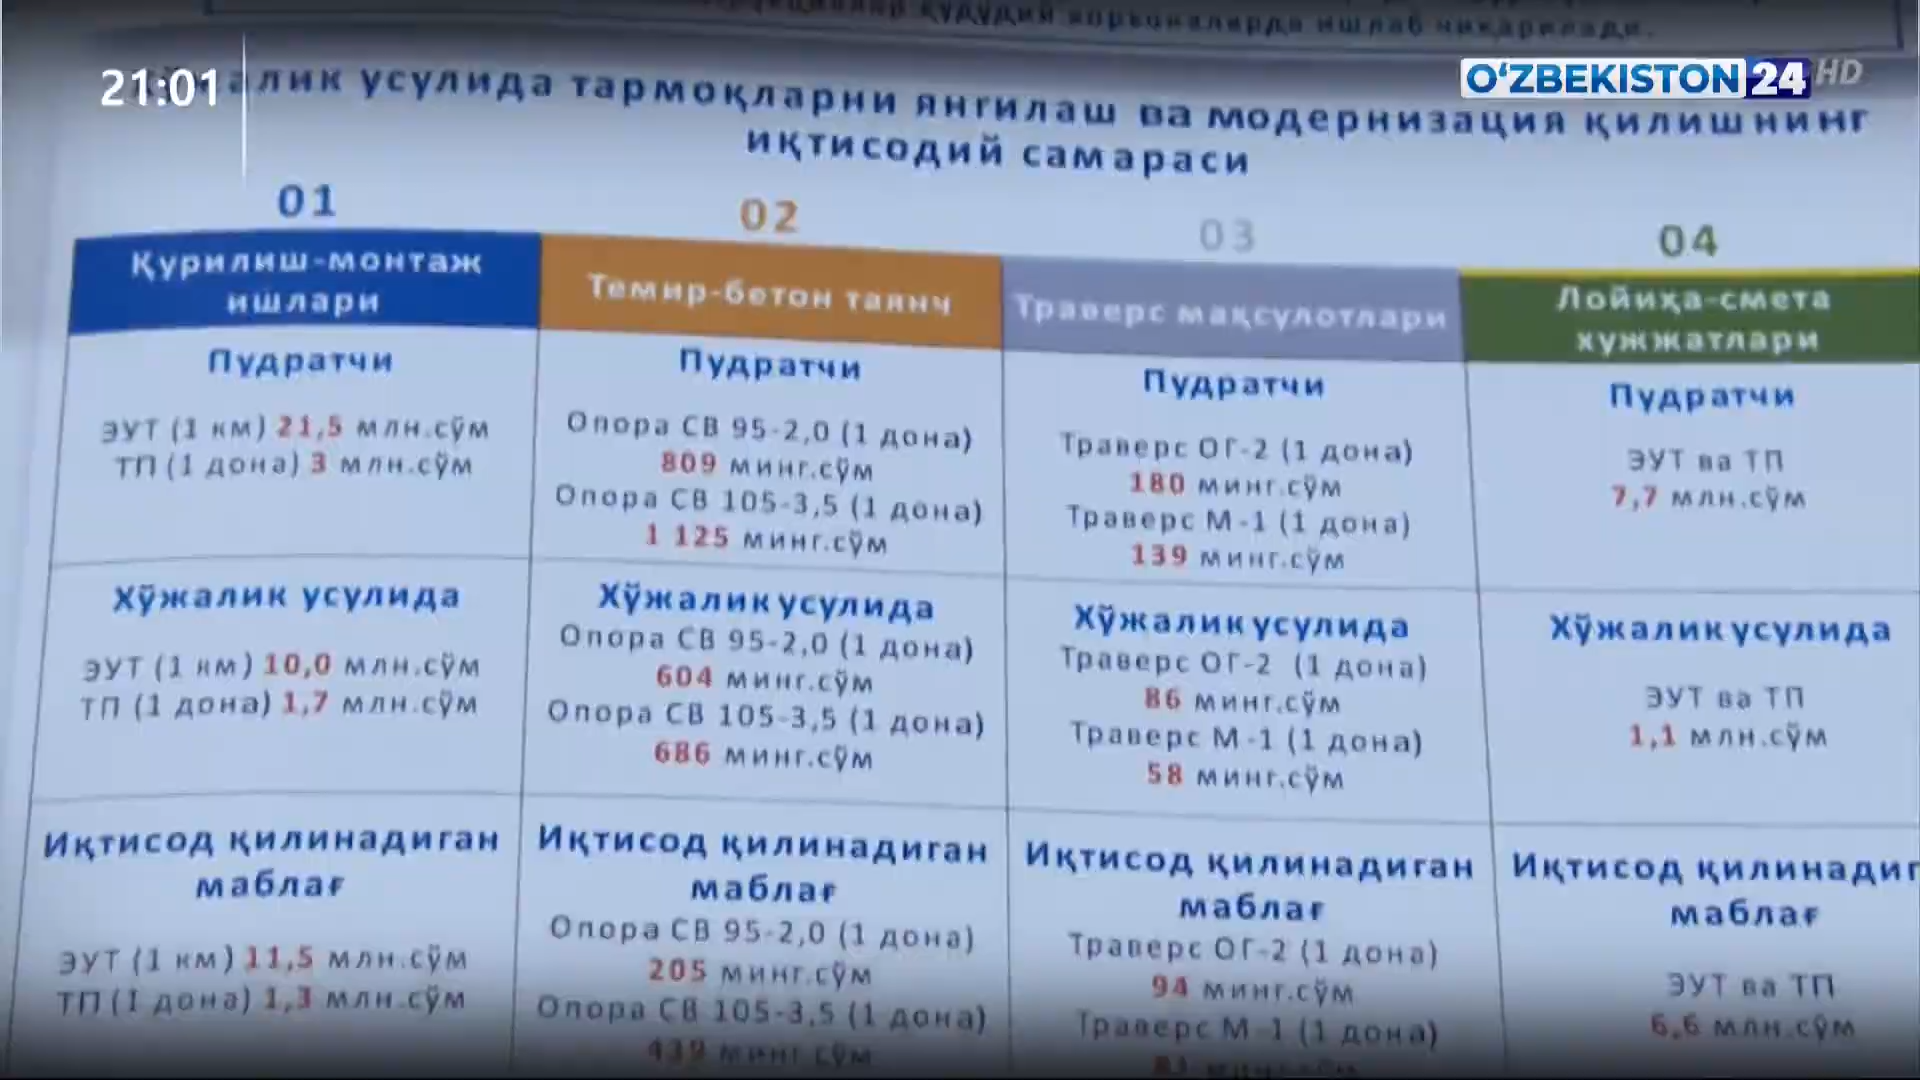 ҳудудий корхоналарда ишлаб чиқарилади.
21:01
O‘ZBEKISTON 24 HD
усулида тармоқларни янгилаш ва модернизация қилишнинг
иқтисодий самараси
01
02
03
04
Қурилиш-монтаж
ишлари
Темир-бетон таянч
Траверс мақсулотлари
Лойиҳа-смета
хужжатлари
Пудратчи
ЭУТ (1 км) 21,5 млн.сўм
ТП (1 дона) 3 млн.сўм
Пудратчи
Опора СВ 95-2,0 (1 дона)
809 минг.сўм
Опора СВ 105-3,5 (1 дона)
1 125 минг.сўм
Пудратчи
Траверс ОГ-2 (1 дона)
180 минг.сўм
Траверс М-1 (1 дона)
139 минг.сўм
Пудратчи
ЭУТ ва ТП
7,7 млн.сўм
Хўжалик усулида
ЭУТ (1 км) 10,0 млн.сўм
ТП (1 дона) 1,7 млн.сўм
Хўжалик усулида
Опора СВ 95-2,0 (1 дона)
604 минг.сўм
Опора СВ 105-3,5 (1 дона)
686 минг.сўм
Хўжалик усулида
Траверс ОГ-2 (1 дона)
86 минг.сўм
Траверс М-1 (1 дона)
58 минг.сўм
Хўжалик усулида
ЭУТ ва ТП
1,1 млн.сўм
Иқтисод қилинадиган
маблағ
ЭУТ (1 км) 11,5 млн.сўм
ТП (1 дона) 1,3 млн.сўм
Иқтисод қилинадиган
маблағ
Опора СВ 95-2,0 (1 дона)
205 минг.сўм
Опора СВ 105-3,5 (1 дона)
439 минг.сўм
Иқтисод қилинадиган
маблағ
Траверс ОГ-2 (1 дона)
94 минг.сўм
Траверс М-1 (1 дона)
Иқтисод қилинадиг
маблағ
ЭУТ ва ТП
6,6 млн.сўм